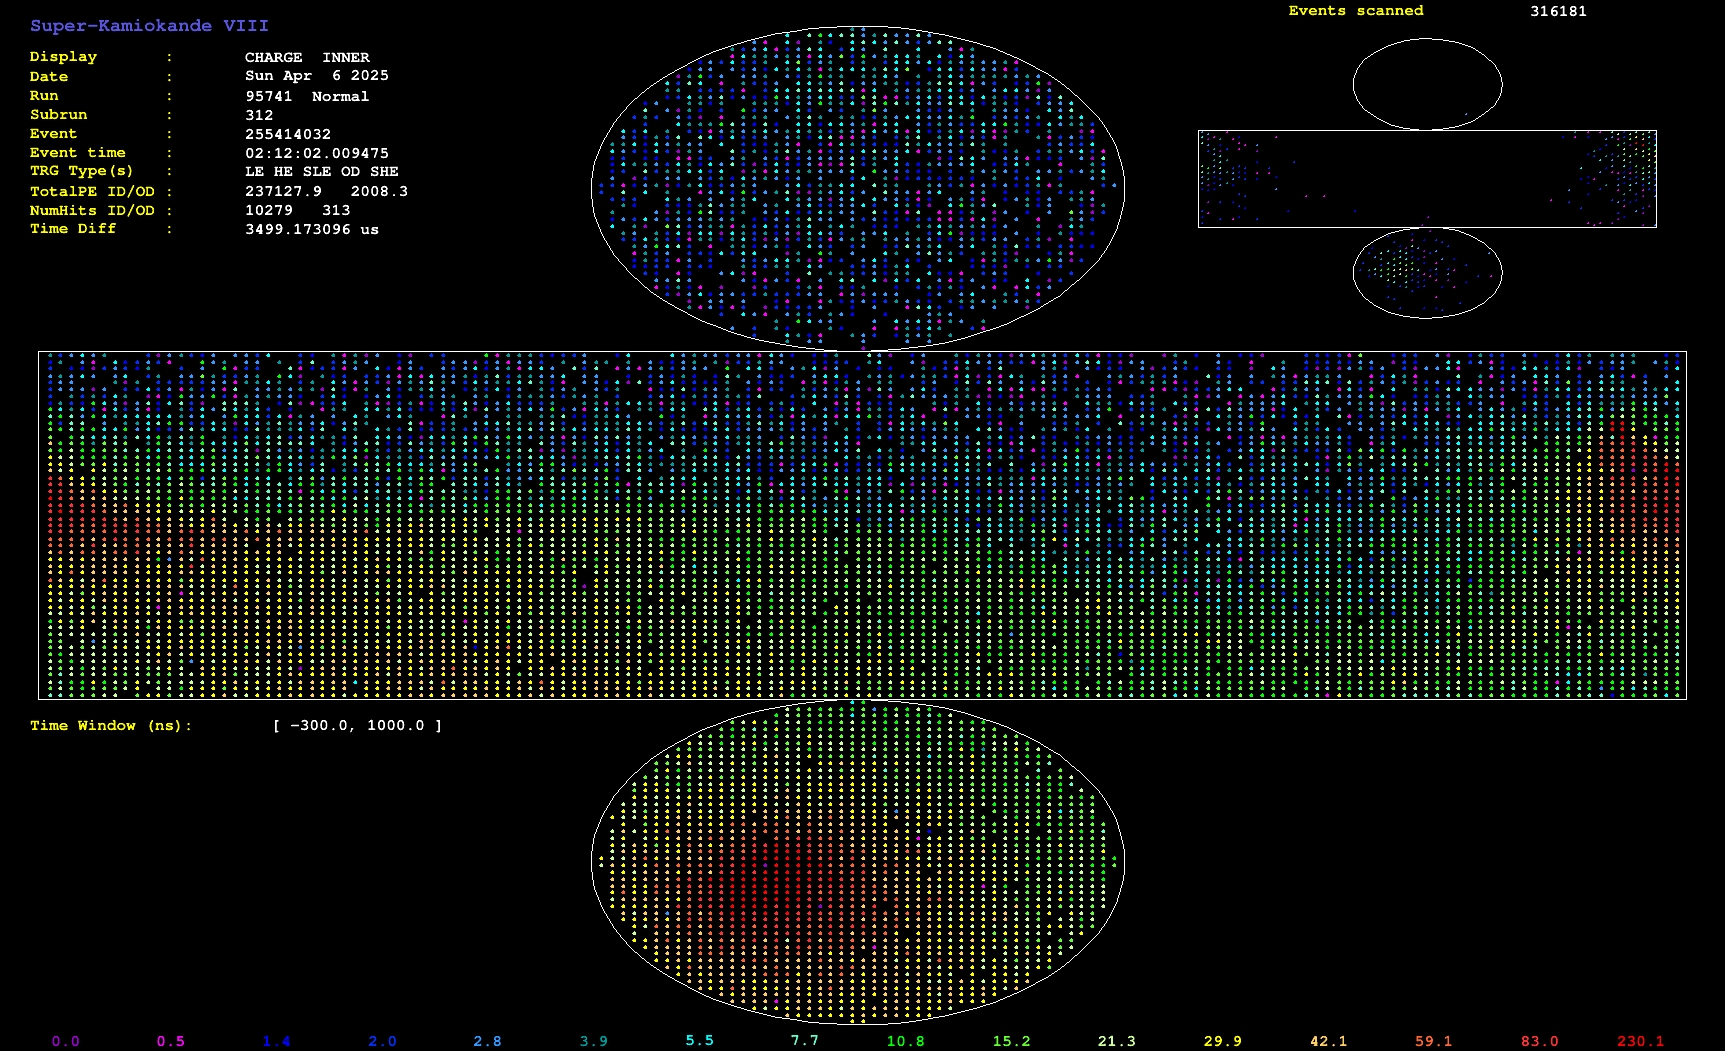 Super-Kamiokande VIII
Events scanned 316181
Display : CHARGE INNER
Date : Sun Apr 6 2025
Run : 95741 Normal
Subrun : 312
Event : 255414032
Event time : 02:12:02.009475
TRG Type(s) : LE HE SLE OD SHE
TotalPE ID/OD : 237127.9 2008.3
NumHits ID/OD : 10279 313
Time Diff : 3499.173096 us
Time Window (ns): [ -300.0, 1000.0 ]
0.0 0.5 1.4 2.0 2.8 3.9 5.5 7.7 10.8 15.2 21.3 29.9 42.1 59.1 83.0 230.1